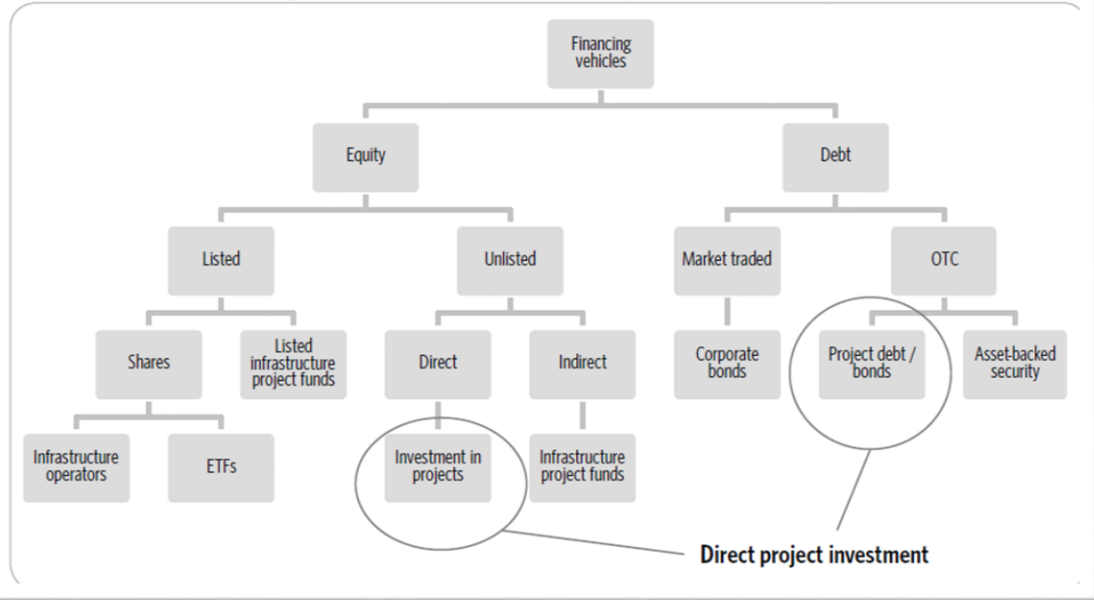 Financing
vehicles
Equity
Debt
Listed
Unlisted
Market traded
OTC
Shares
Listed
infrastructure
project funds
Direct
Indirect
Corporate
bonds
Project debt /
bonds
Asset-backed
security
Infrastructure
operators
ETFs
Investment in
projects
Infrastructure
project funds
Direct project investment